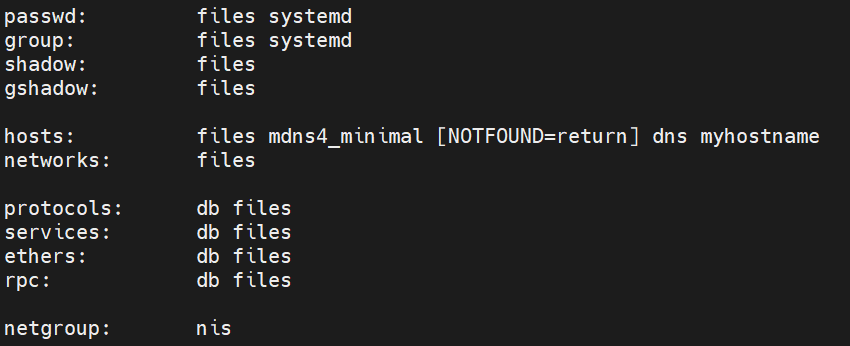 passwd:         files systemd
group:          files systemd
shadow:         files
gshadow:        files

hosts:          files mdns4_minimal [NOTFOUND=return] dns myhostname
networks:       files

protocols:      db files
services:       db files
ethers:         db files
rpc:            db files

netgroup:       nis